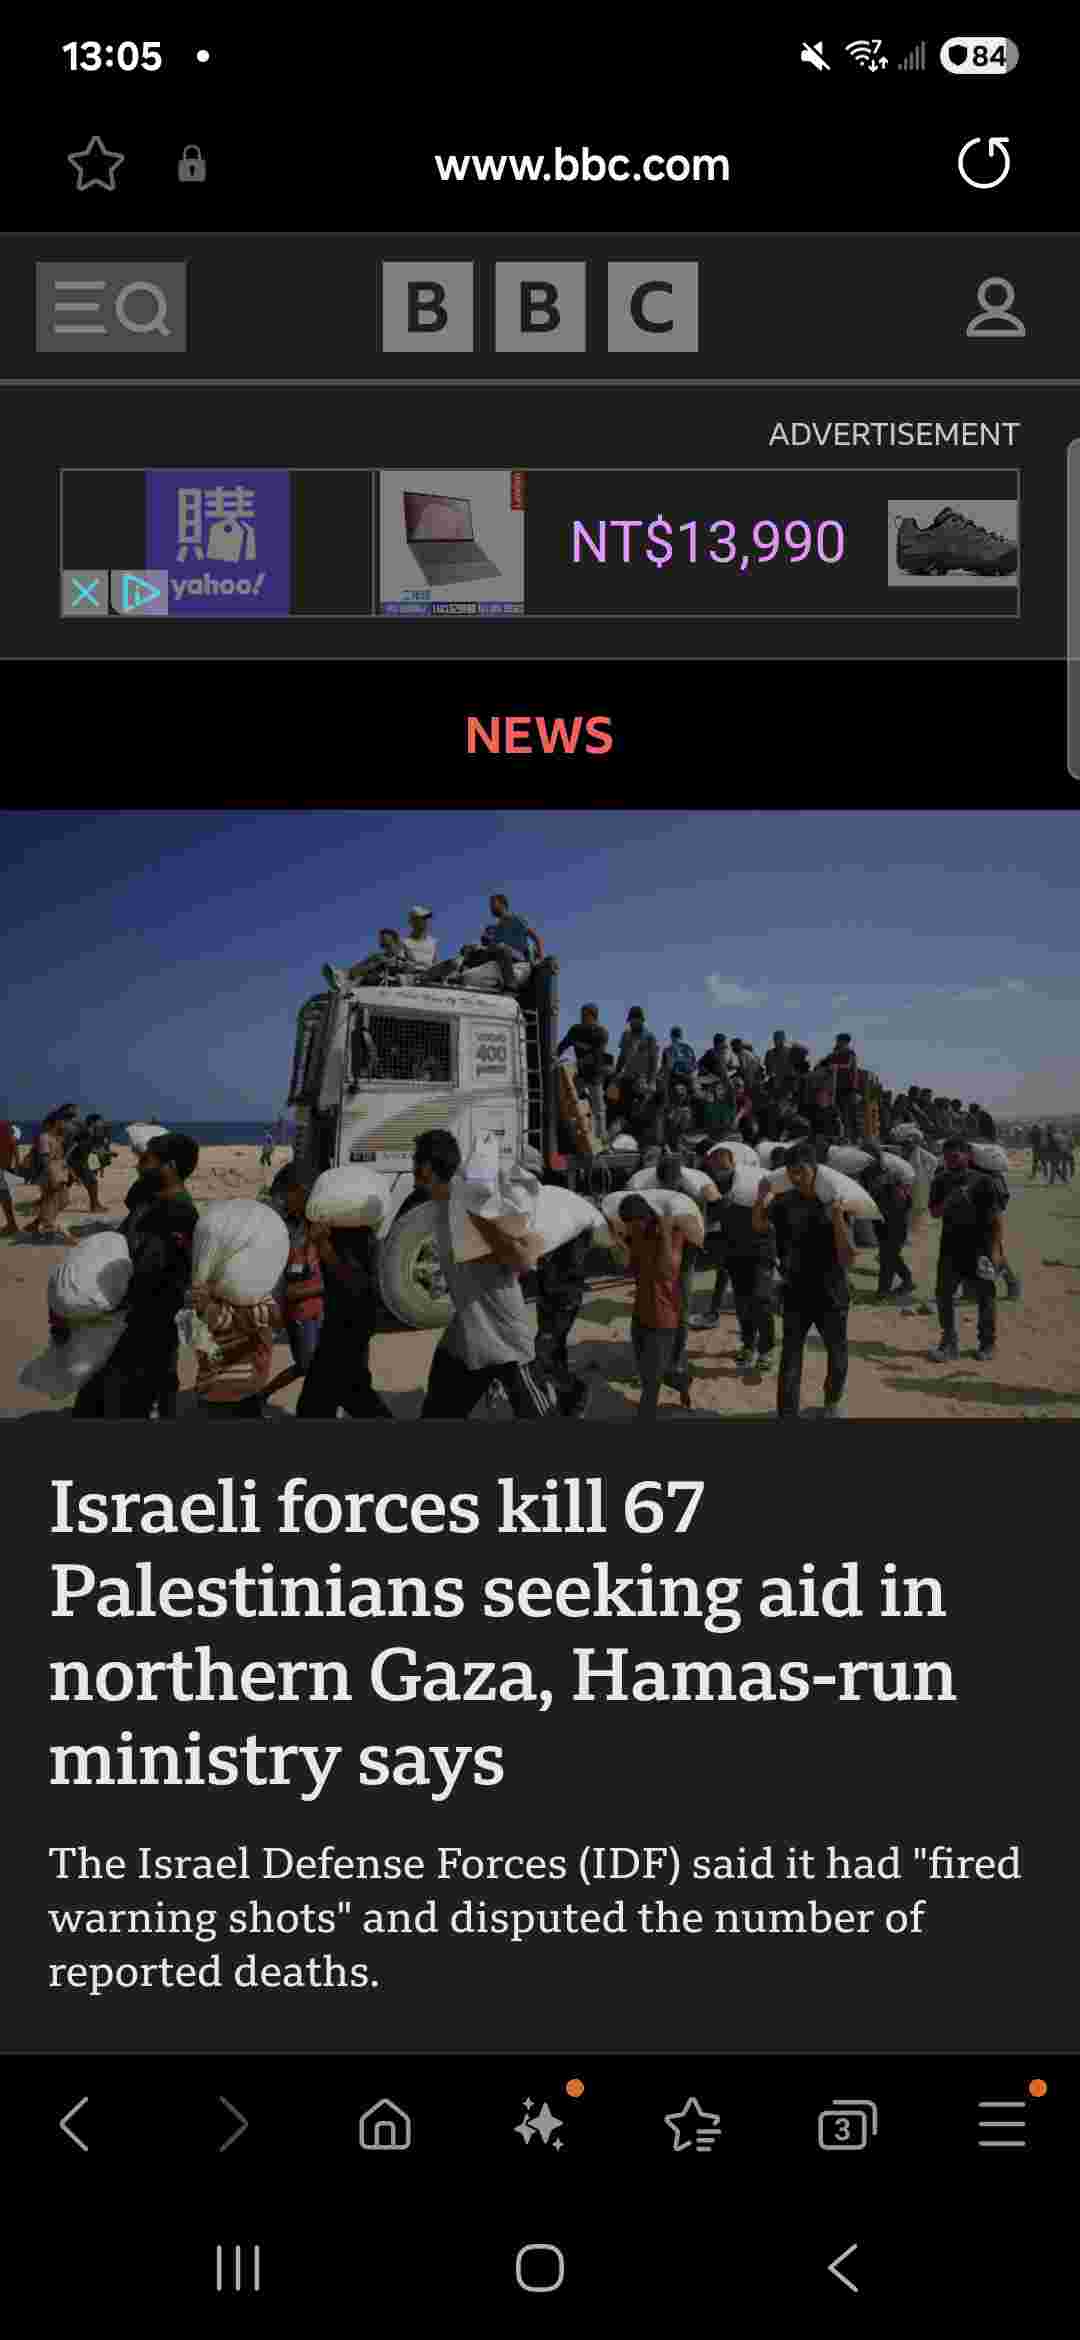 13:05
84
www.bbc.com
BBC
ADVERTISEMENT
購
yahoo!
NT$13,990
NEWS
400
Israeli forces kill 67
Palestinians seeking aid in
northern Gaza, Hamas-run
ministry says
The Israel Defense Forces (IDF) said it had "fired
warning shots" and disputed the number of
reported deaths.
3